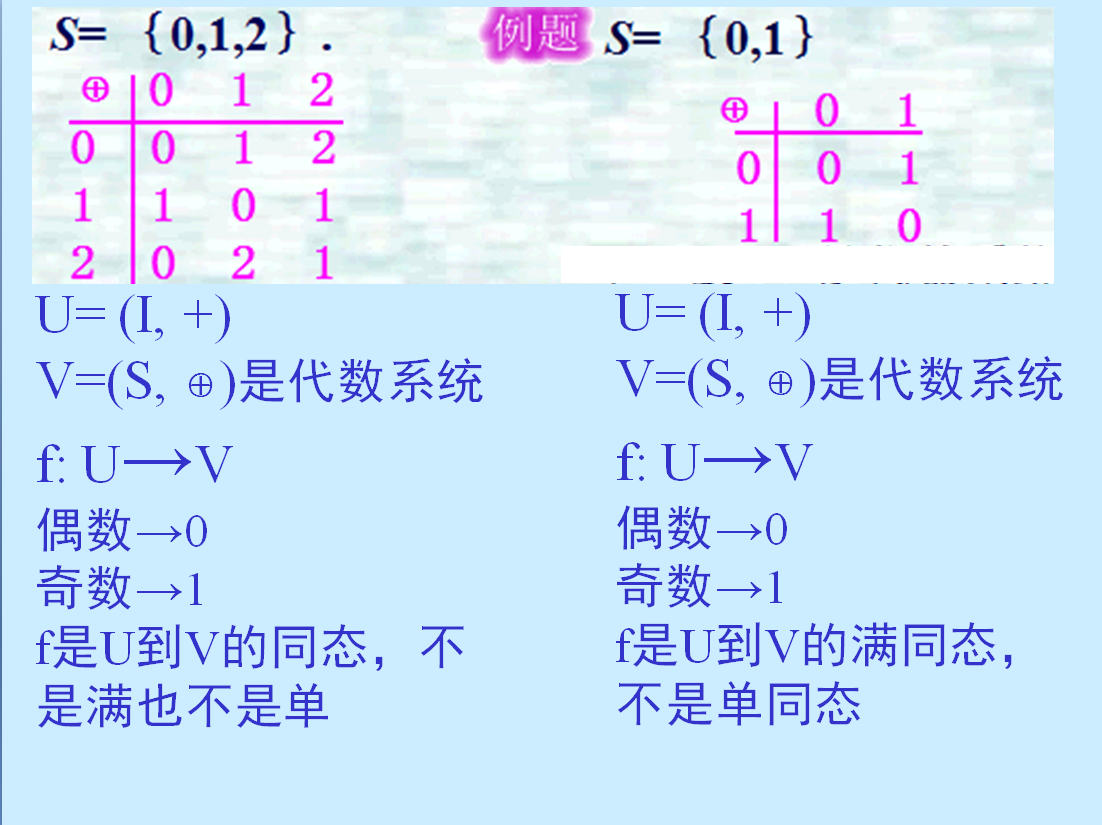 S= {0,1,2} .
⊕ 0 1 2
0 0 1 2
1 1 0 1
2 0 2 1
U= (I, +)
V=(S, ⊕)是代数系统
f: U→V
偶数→0
奇数→1
f是U到V的同态，不
是满也不是单
例题
S= {0,1}
⊕ 0 1
0 0 1
1 1 0
U= (I, +)
V=(S, ⊕)是代数系统
f: U→V
偶数→0
奇数→1
f是U到V的满同态，
不是单同态